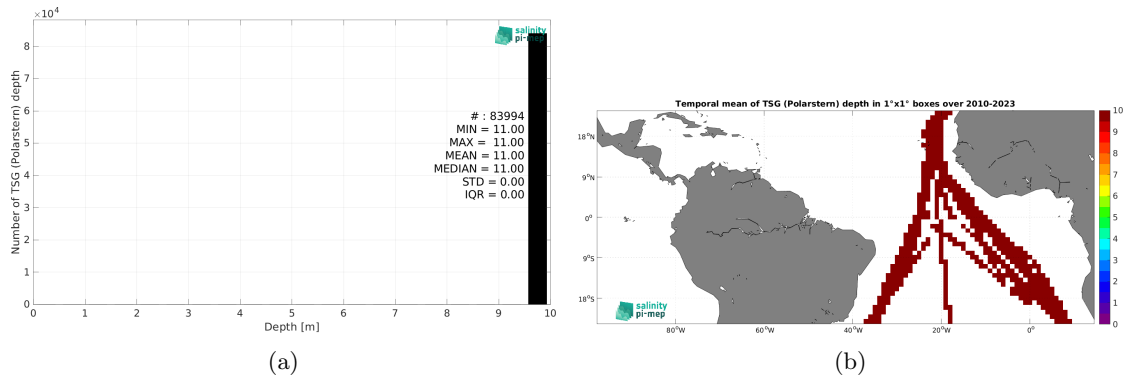 ×10⁴
8
7
6
5
4
3
2
1
0
Number of TSG (Polarstern) depth
salinity
pi-mep
# : 83994
MIN = 11.00
MAX = 11.00
MEAN = 11.00
MEDIAN = 11.00
STD = 0.00
IQR = 0.00
0 1 2 3 4 5 6 7 8 9 10
Depth [m]
(a)
Temporal mean of TSG (Polarstern) depth in 1°x1° boxes over 2010-2023
18°N
9°N
0°
9°S
18°S
salinity
pi-mep
80°W 60°W 40°W 20°W 0°
10
9
8
7
6
5
4
3
2
1
0
(b)